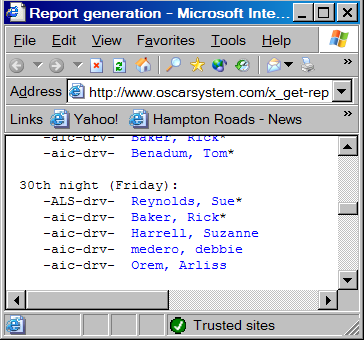 Report generation - Microsoft Inte...
File Edit View Favorites Tools Help
Address http://www.oscarsystem.com/x_get-rep
Links Yahoo! Hampton Roads - News
-aic-drv- Baker, Rick*
-aic-drv- Benadum, Tom*
30th night (Friday):
-ALS-drv- Reynolds, Sue*
-aic-drv- Baker, Rick*
-aic-drv- Harrell, Suzanne
-aic-drv- medero, debbie
-aic-drv- Orem, Arliss
Trusted sites